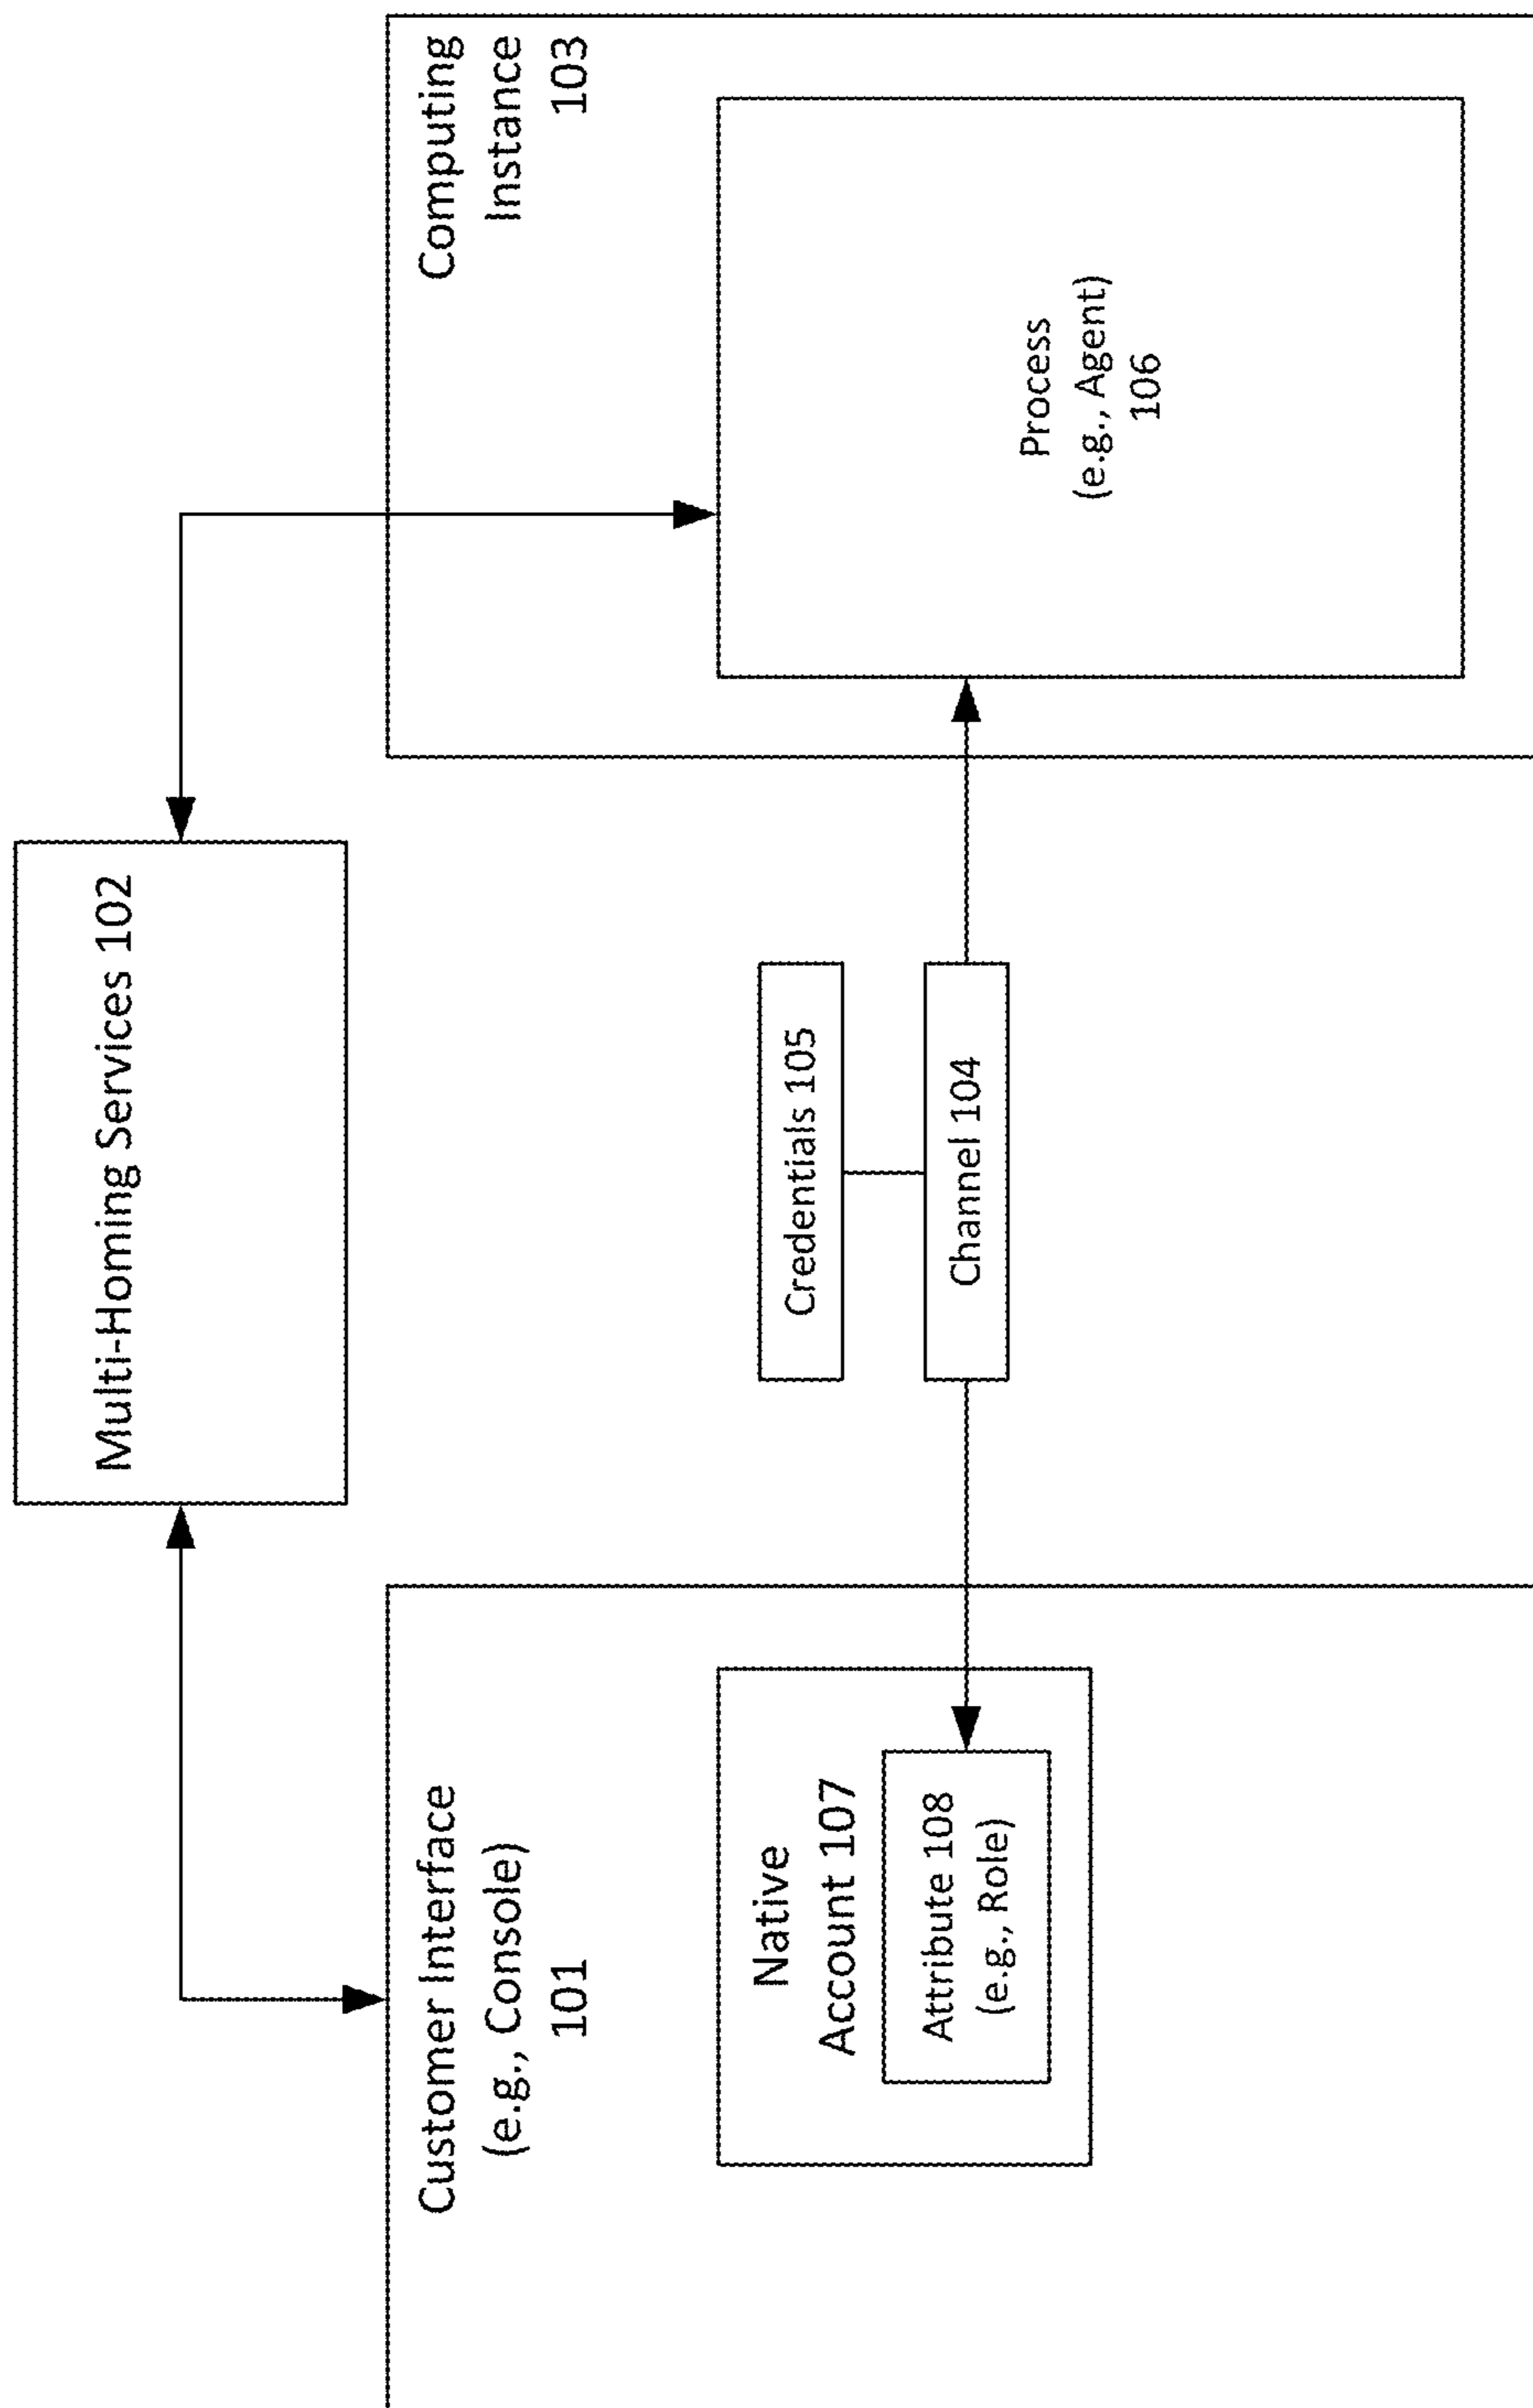 Multi-Homing Services 102
Customer Interface
(e.g., Console)
101
Native
Account 107
Attribute 108
(e.g., Role)
Credentials 105
Channel 104
Computing
Instance
103
Process
(e.g., Agent)
106